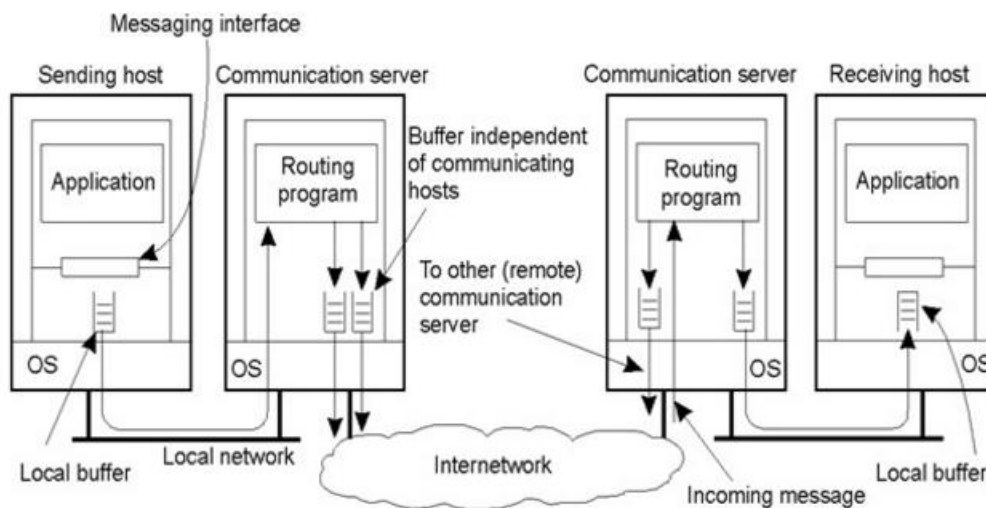 Messaging interface
Sending host
Communication server
Communication server
Receiving host
Application
Routing
program
Buffer independent
of communicating
hosts
Routing
program
Application
To other (remote)
communication
server
OS
OS
OS
OS
Local buffer
Local network
Internetwork
Incoming message
Local buffer